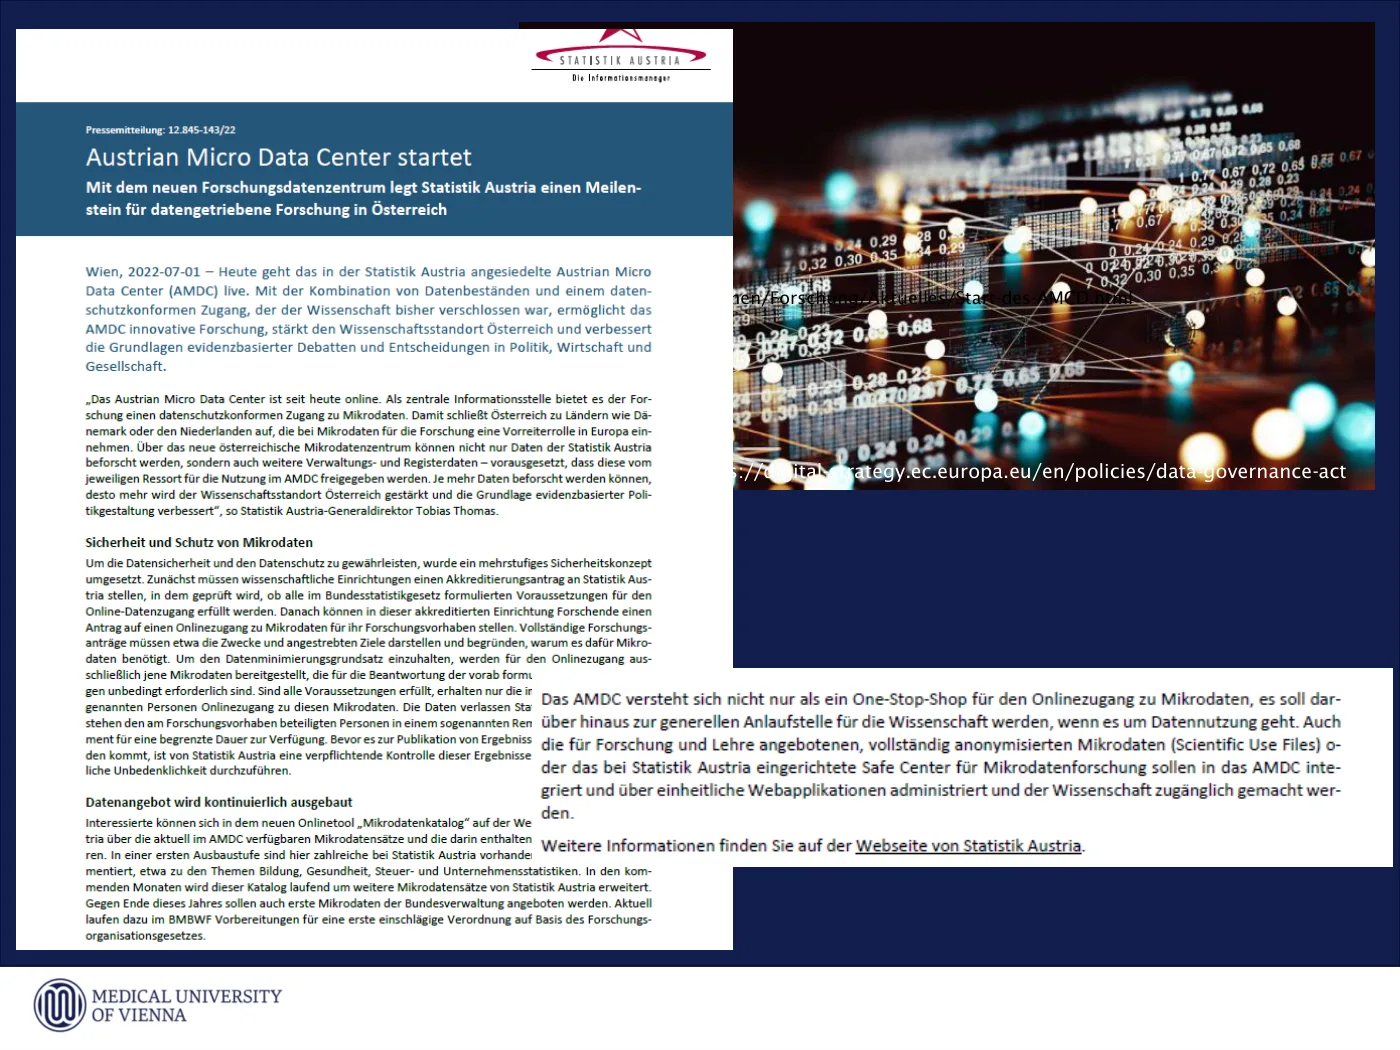 STATISTIK AUSTRIA
Die Informationsmanager
Pressemitteilung: 12.845-143/22
Austrian Micro Data Center startet
Mit dem neuen Forschungsdatenzentrum legt Statistik Austria einen Meilen-
stein für datengetriebene Forschung in Österreich
Wien, 2022-07-01 – Heute geht das in der Statistik Austria angesiedelte Austrian Micro
Data Center (AMDC) live. Mit der Kombination von Datenbeständen und einem daten-
schutzkonformen Zugang, der der Wissenschaft bisher verschlossen war, ermöglicht das
AMDC innovative Forschung, stärkt den Wissenschaftsstandort Österreich und verbessert
die Grundlagen evidenzbasierter Debatten und Entscheidungen in Politik, Wirtschaft und
Gesellschaft.
„Das Austrian Micro Data Center ist seit heute online. Als zentrale Informationsstelle bietet es der For-
schung einen datenschutzkonformen Zugang zu Mikrodaten. Damit schließt Österreich zu Ländern wie Dä-
nemark oder den Niederlanden auf, die bei Mikrodaten für die Forschung eine Vorreiterrolle in Europa ein-
nehmen. Über das neue österreichische Mikrodatenzentrum können nicht nur Daten der Statistik Austria
beforscht werden, sondern auch weitere Verwaltungs- und Registerdaten – vorausgesetzt, dass diese vom
jeweiligen Ressort für die Nutzung im AMDC freigegeben werden. Je mehr Daten beforscht werden können,
desto mehr wird der Wissenschaftsstandort Österreich gestärkt und die Grundlage evidenzbasierter Poli-
tikgestaltung verbessert“, so Statistik Austria-Generaldirektor Tobias Thomas.
Sicherheit und Schutz von Mikrodaten
Um die Datensicherheit und den Datenschutz zu gewährleisten, wurde ein mehrstufiges Sicherheitskonzept
umgesetzt. Zunächst müssen wissenschaftliche Einrichtungen einen Akkreditierungsantrag an Statistik Aus-
tria stellen, in dem geprüft wird, ob alle im Bundesstatistikgesetz formulierten Voraussetzungen für den
Online-Datenzugang erfüllt werden. Danach können in dieser akkreditierten Einrichtung Forschende einen
Antrag auf einen Onlinezugang zu Mikrodaten für ihr Forschungsvorhaben stellen. Vollständige Forschungs-
anträge müssen etwa die Zwecke und angestrebten Ziele darstellen und begründen, warum es dafür Mikro-
daten benötigt. Um den Datenminimierungsgrundsatz einzuhalten, werden für den Onlinezugang aus-
schließlich jene Mikrodaten bereitgestellt, die für die Beantwortung der vorab formu
gen unbedingt erforderlich sind. Sind alle Voraussetzungen erfüllt, erhalten nur die in
genannten Personen Onlinezugang zu diesen Mikrodaten. Die Daten verlassen Sta
stehen den am Forschungsvorhaben beteiligten Personen in einem sogenannten Rem
ment für eine begrenzte Dauer zur Verfügung. Bevor es zur Publikation von Ergebniss
den kommt, ist von Statistik Austria eine verpflichtende Kontrolle dieser Ergebnisse
liche Unbedenklichkeit durchzuführen.
Datenangebot wird kontinuierlich ausgebaut
Interessierte können sich in dem neuen Onlinetool „Mikrodatenkatalog“ auf der We
tria über die aktuell im AMDC verfügbaren Mikrodatensätze und die darin enthalten
ren. In einer ersten Ausbaustufe sind hier zahlreiche bei Statistik Austria vorhander
mentiert, etwa zu den Themen Bildung, Gesundheit, Steuer- und Unternehmensstatistiken. In den kom-
menden Monaten wird dieser Katalog laufend um weitere Mikrodatensätze von Statistik Austria erweitert.
Gegen Ende dieses Jahres sollen auch erste Mikrodaten der Bundesverwaltung angeboten werden. Aktuell
laufen dazu im BMBWF Vorbereitungen für eine erste einschlägige Verordnung auf Basis des Forschungs-
organisationsgesetzes.
nen/Forschung/Aktuelles/Start-des-AMCD.html
s://digital-strategy.ec.europa.eu/en/policies/data-governance-act
Das AMDC versteht sich nicht nur als ein One-Stop-Shop für den Onlinezugang zu Mikrodaten, es soll dar-
über hinaus zur generellen Anlaufstelle für die Wissenschaft werden, wenn es um Datennutzung geht. Auch
die für Forschung und Lehre angebotenen, vollständig anonymisierten Mikrodaten (Scientific Use Files) o-
der das bei Statistik Austria eingerichtete Safe Center für Mikrodatenforschung sollen in das AMDC inte-
griert und über einheitliche Webapplikationen administriert und der Wissenschaft zugänglich gemacht wer-
den.
Weitere Informationen finden Sie auf der Webseite von Statistik Austria.
MEDICAL UNIVERSITY
OF VIENNA